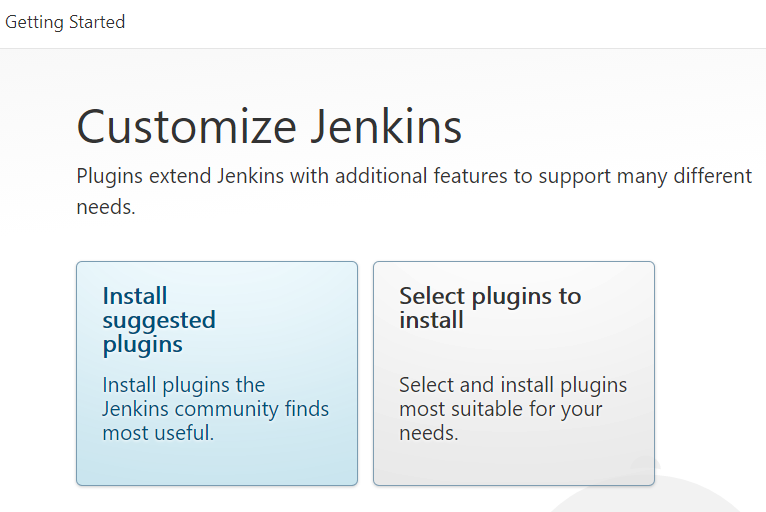 Getting Started
Customize Jenkins
Plugins extend Jenkins with additional features to support many different
needs.
Install
suggested
plugins
Install plugins the
Jenkins community finds
most useful.
Select plugins to
install
Select and install plugins
most suitable for your
needs.